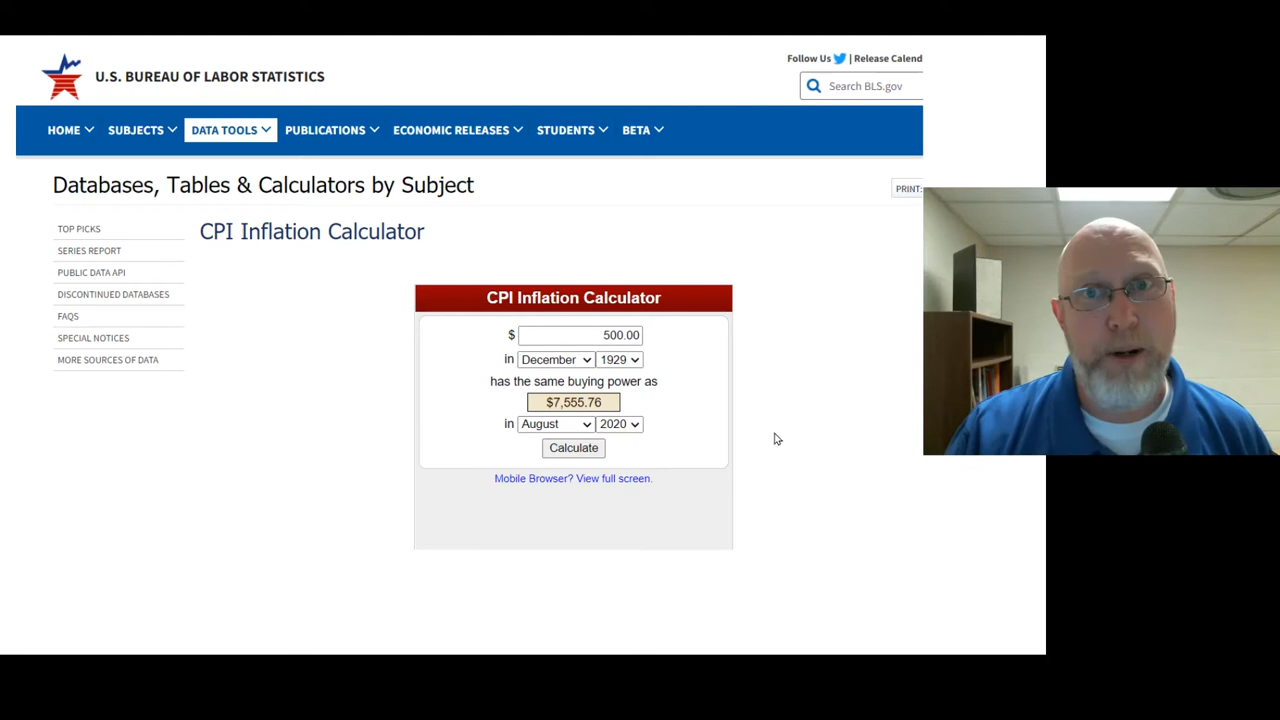 Follow Us | Release Calend
U.S. BUREAU OF LABOR STATISTICS
Search BLS.gov
HOME SUBJECTS DATA TOOLS PUBLICATIONS ECONOMIC RELEASES STUDENTS BETA
Databases, Tables & Calculators by Subject
PRINT:
TOP PICKS
SERIES REPORT
PUBLIC DATA API
DISCONTINUED DATABASES
FAQS
SPECIAL NOTICES
MORE SOURCES OF DATA
CPI Inflation Calculator
CPI Inflation Calculator
$ 500.00
in December 1929
has the same buying power as
$7,555.76
in August 2020
Calculate
Mobile Browser? View full screen.